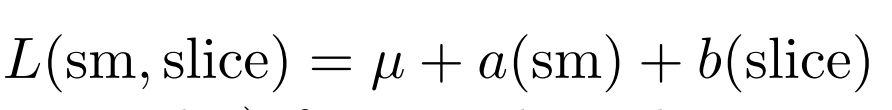 L(sm, slice) = μ + a(sm) + b(slice)